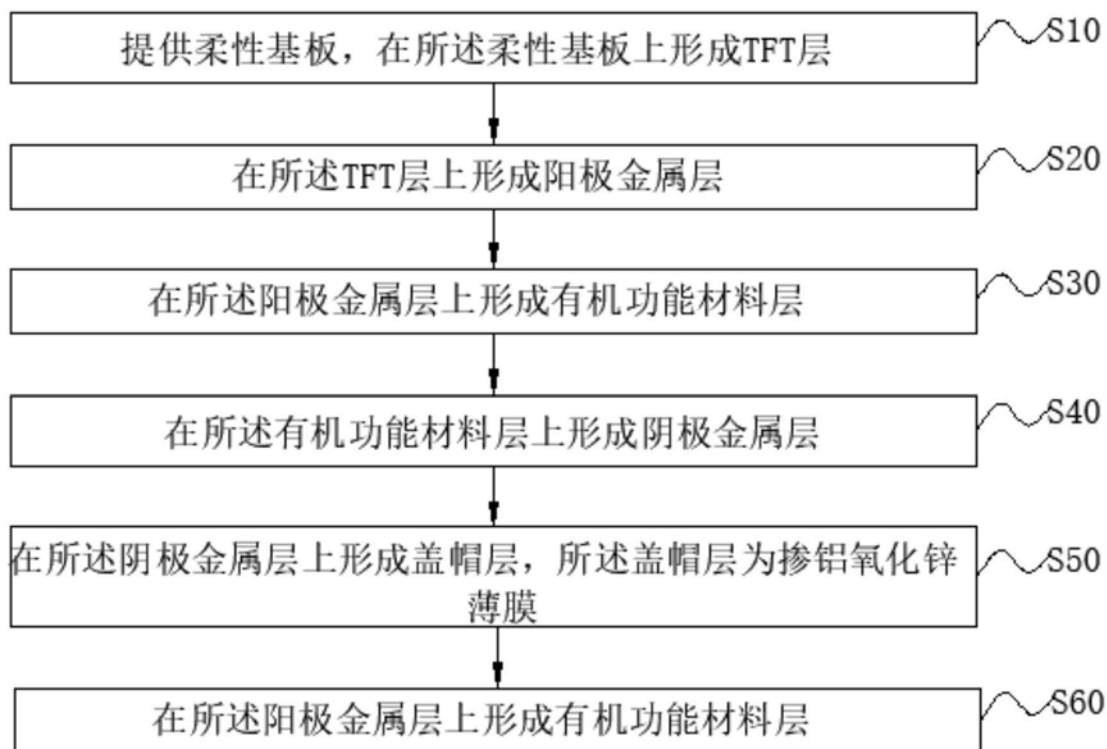 提供柔性基板，在所述柔性基板上形成TFT层
S10
在所述TFT层上形成阳极金属层
S20
在所述阳极金属层上形成有机功能材料层
S30
在所述有机功能材料层上形成阴极金属层
S40
在所述阴极金属层上形成盖帽层，所述盖帽层为掺铝氧化锌
薄膜
S50
在所述阳极金属层上形成有机功能材料层
S60